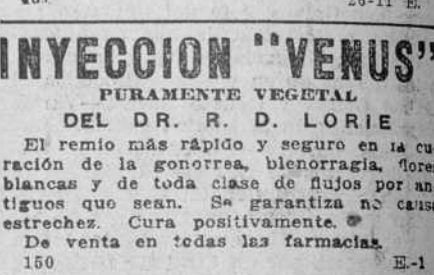 26-11 E.
INYECCION "VENUS"
PURAMENTE VEGETAL
DEL DR. R. D. LORIE
El remio más rápido y seguro en la cu-
ración de la gonorrea, blenorragia, flores
blancas y de toda clase de flujos por an-
tiguos que sean. Se garantiza no causa
estrechez. Cura positivamente.
De venta en todas las farmacias.
150 E.-1